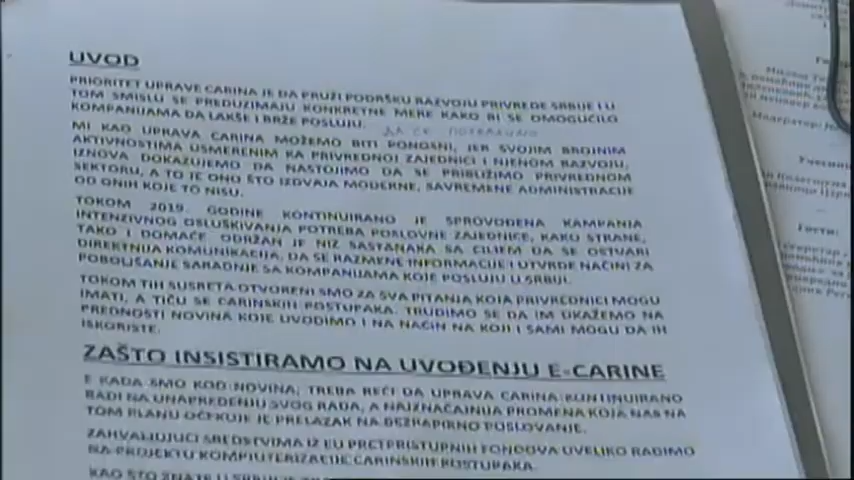 UVOD
PRIORITET UPRAVE CARINA JE DA PRUŽI PODRŠKU RAZVOJU PRIVREDE SRBIJE I U
TOM SMISLU SE PREDUZIMAJU KONKRETNE MERE KAKO BI SE OMOGUĆILO
KOMPANIJAMA DA LAKŠE I BRŽE POSLUJU.
MI KAO UPRAVA CARINA MOŽEMO BITI PONOSNI, JER SVOJIM BROJNIM
AKTIVNOSTIMA USMERENIM KA PRIVREDNOJ ZAJEDNICI I NJENOM RAZVOJU,
IZNOVA DOKAZUJEMO DA NASTOJIMO DA SE PRIBLIŽIMO PRIVREDNOM
SEKTORU, A TO JE ONO ŠTO IZDVAJA MODERNE, SAVREMENE ADMINISTRACIJE
OD ONIH KOJE TO NISU.
TOKOM 2019. GODINE KONTINUIRANO JE SPROVOĐENA KAMPANJA
INTENZIVNOG OSLUŠKIVANJA POTREBA POSLOVNE ZAJEDNICE, KAKO STRANE,
TAKO I DOMAĆE. ODRŽAN JE NIZ SASTANAKA SA CILJEM DA SE OSTVARI
DIREKTNIJA KOMUNIKACIJA, DA SE RAZMENE INFORMACIJE I UTVRDE NAČINI ZA
POBOLJŠANJE SARADNJE SA KOMPANIJAMA KOJE POSLUJU U SRBIJI.
TOKOM TIH SUSRETA OTVORENI SMO ZA SVA PITANJA KOJA PRIVREDNICI MOGU
IMATI, A TIČU SE CARINSKIH POSTUPAKA. TRUDIMO SE DA IM UKAŽEMO NA
PREDNOSTI NOVINA KOJE UVODIMO I NA NAČIN NA KOJI I SAMI MOGU DA IH
ISKORISTE.
ZAŠTO INSISTIRAMO NA UVOĐENJU E-CARINE
E KADA SMO KOD NOVINA, TREBA REĆI DA UPRAVA CARINA KONTINUIRANO
RADI NA UNAPREĐENJU SVOG RADA, A NAJZNAČAJNIJA PROMENA KOJA NAS NA
TOM PLANU OČEKUJE JE PRELAZAK NA BEZPAPIRNO POSLOVANJE.
ZAHVALJUJUĆI SREDSTVIMA IZ EU PRETPRISTUPNIH FONDOVA UVELIKO RADIMO
NA PROJEKTU KOMPJUTERIZACIJE CARINSKIH POSTUPAKA.
KAO ŠTO ZNATE U SRBIJI JE